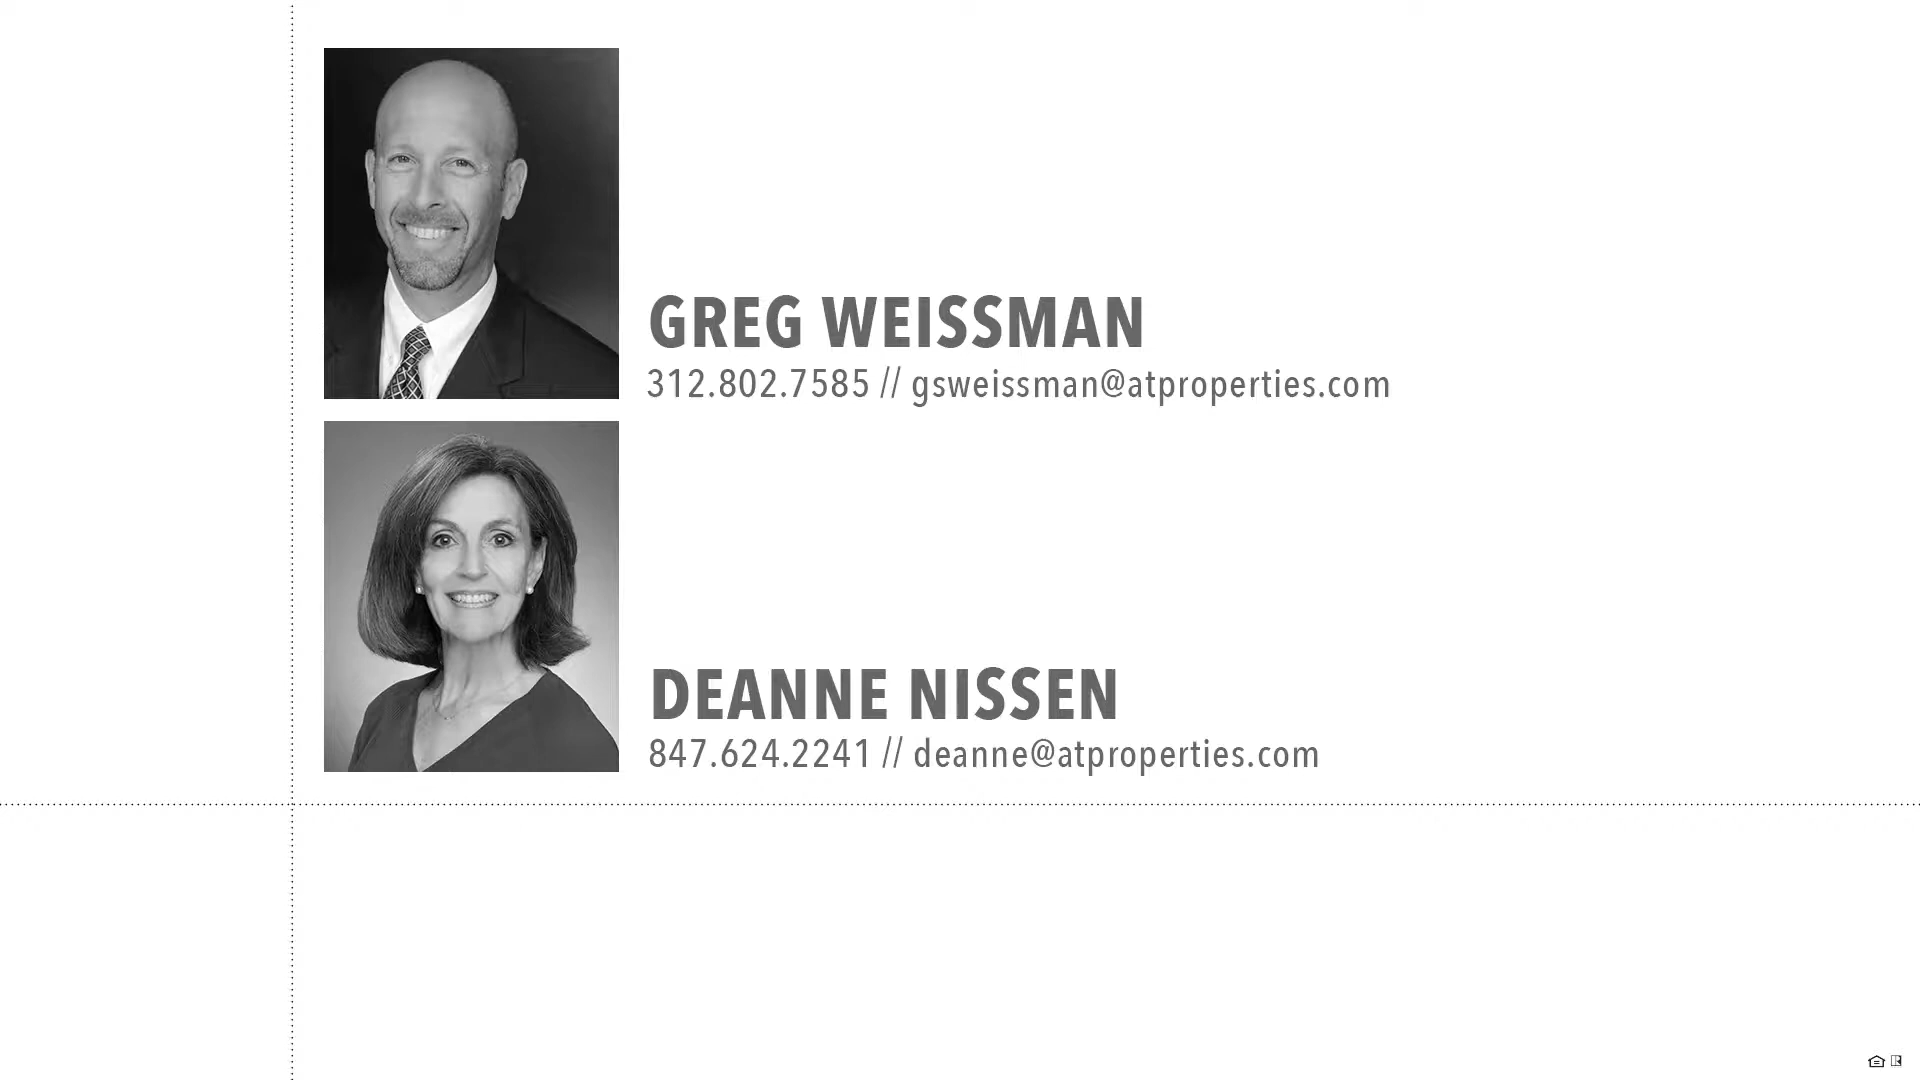 GREG WEISSMAN
312.802.7585 // gsweissman@atproperties.com
DEANNE NISSEN
847.624.2241 // deanne@atproperties.com